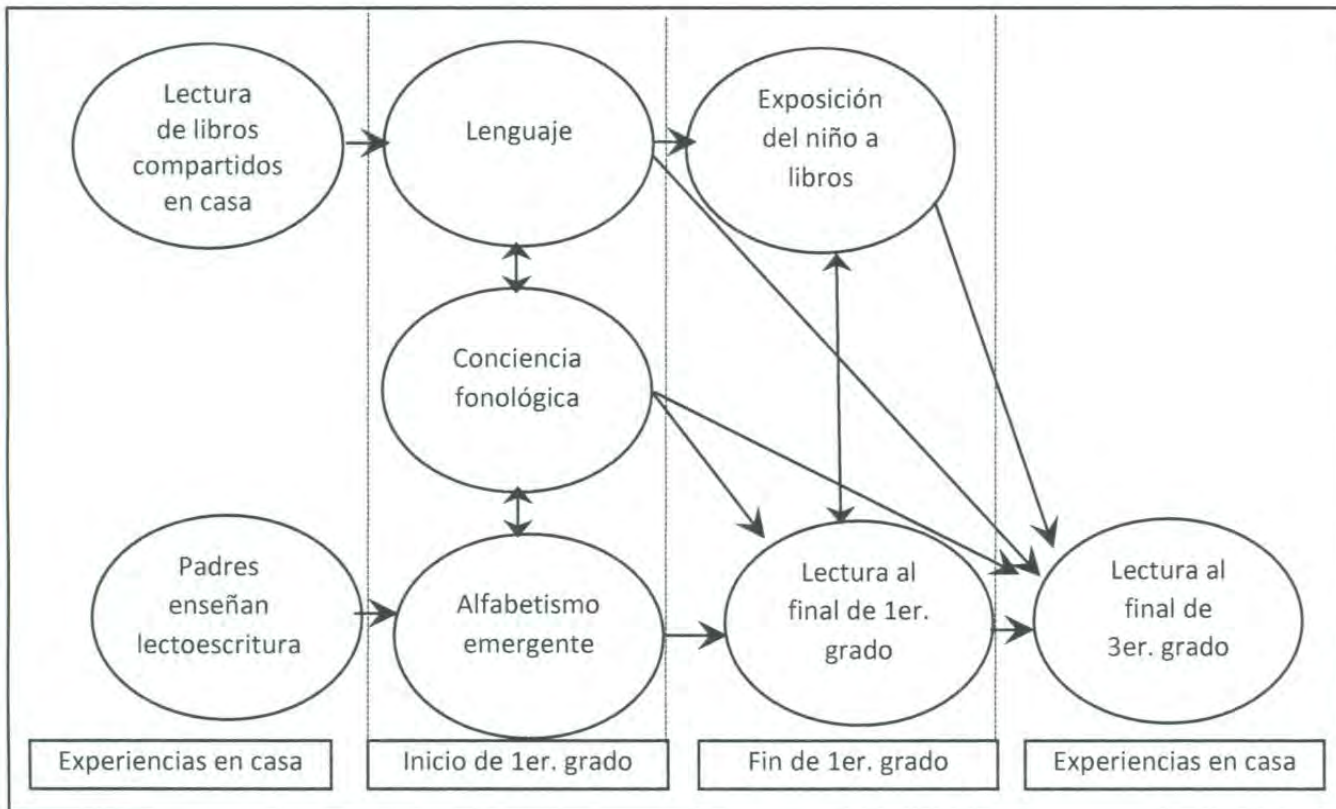 Lectura
de libros
compartidos
en casa
Lenguaje
Exposición
del niño a
libros
Conciencia
fonológica
Padres
enseñan
lectoescritura
Alfabetismo
emergente
Lectura al
final de 1er.
grado
Lectura al
final de
3er. grado
Experiencias en casa
Inicio de 1er. grado
Fin de 1er. grado
Experiencias en casa